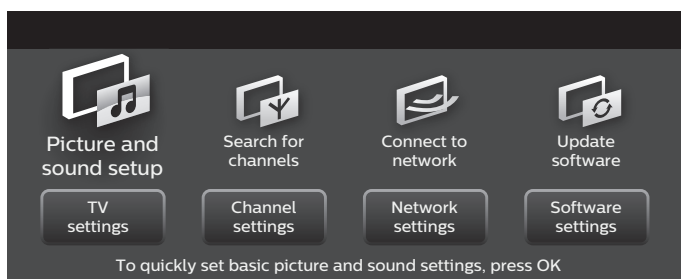 Picture and
sound setup
Search for
channels
Connect to
network
Update
software
TV
settings
Channel
settings
Network
settings
Software
settings
To quickly set basic picture and sound settings, press OK